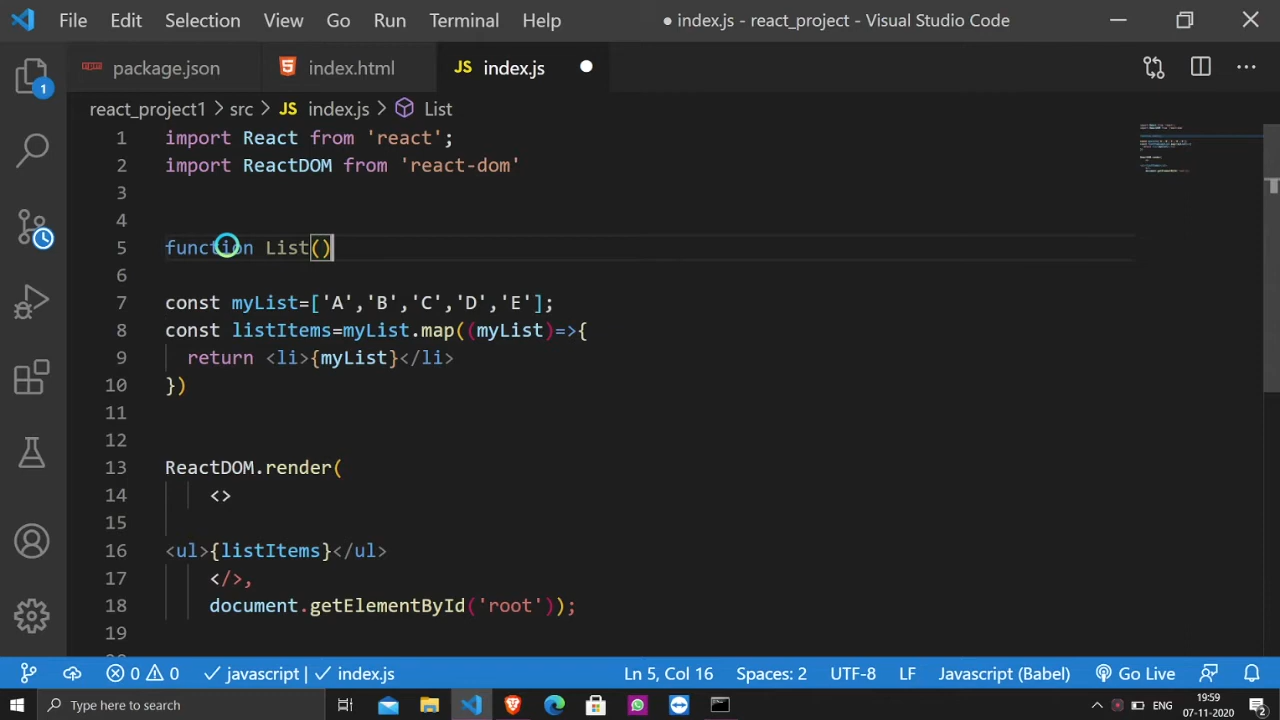 File Edit Selection View Go Run Terminal Help ● index.js - react_project - Visual Studio Code
package.json index.html JS index.js
react_project1 > src > JS index.js > List
1 import React from 'react';
2 import ReactDOM from 'react-dom'
3
4
5 function List()
6
7 const myList=['A','B','C','D','E'];
8 const listItems=myList.map((myList)=>{
9 return <li>{myList}</li>
10 })
11
12
13 ReactDOM.render(
14 <>
15
16 <ul>{listItems}</ul>
17 </>,
18 document.getElementById('root'));
19
1
0 0 javascript | index.js Ln 5, Col 16 Spaces: 2 UTF-8 LF Javascript (Babel) Go Live
Type here to search ENG 19:59
07-11-2020 2